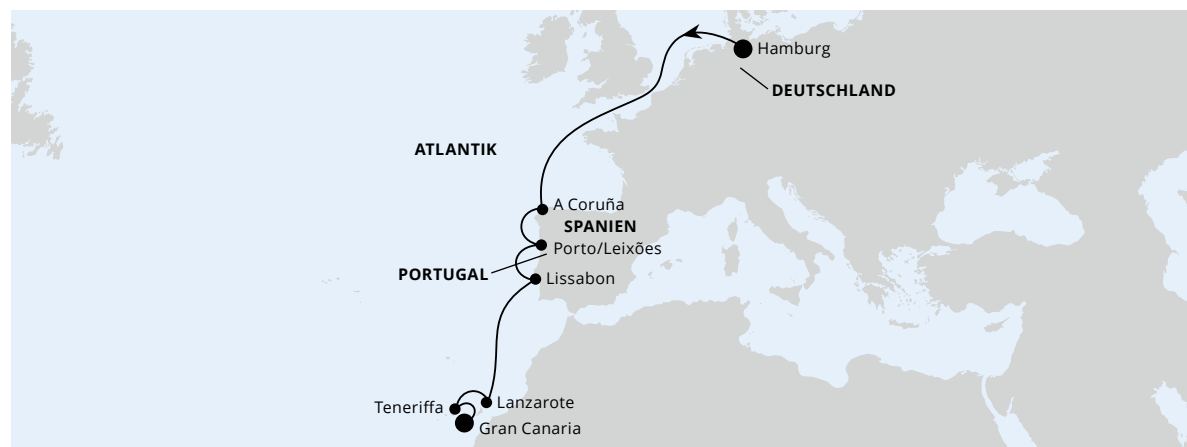 Hamburg
DEUTSCHLAND
ATLANTIK
A Coruña
SPANIEN
Porto/Leixões
PORTUGAL
Lissabon
Lanzarote
Teneriffa
Gran Canaria